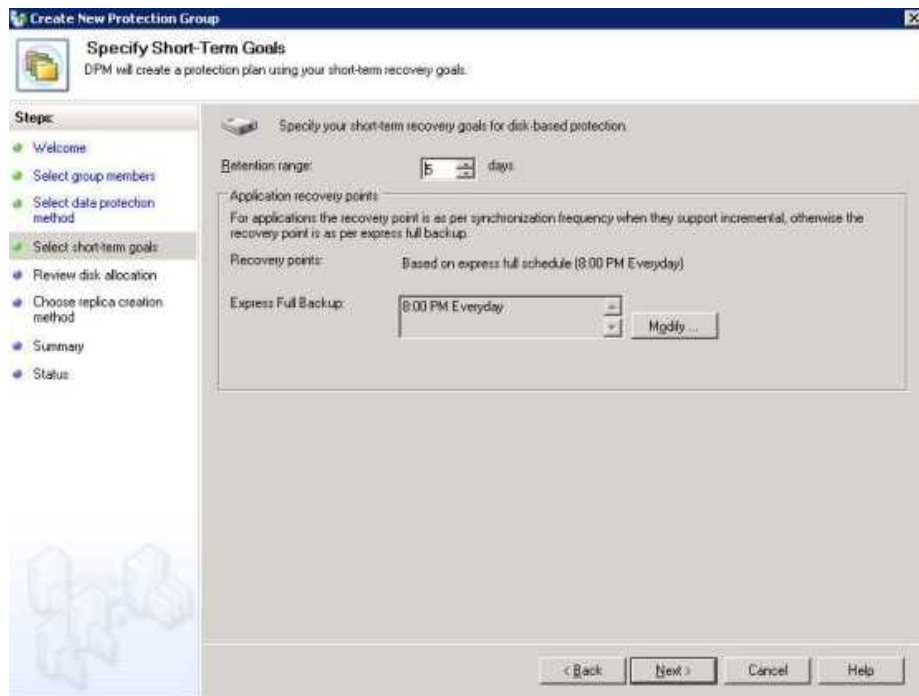 Create New Protection Group
Specify Short-Term Goals
DPM will create a protection plan using your short-term recovery goals.
Steps:
Welcome
Select group members
Select data protection
method
Select short-term goals
Review disk allocation
Choose replica creation
method
Summary
Status
Specify your short-term recovery goals for disk-based protection.
Retention range:
5
days
Application recovery points
For applications the recovery point is as per synchronization frequency when they support incremental, otherwise the
recovery point is as per express full backup.
Recovery points:
Based on express full schedule (8:00 PM Everyday)
Express Full Backup:
8:00 PM Everyday
Modify ...
< Back
Next >
Cancel
Help